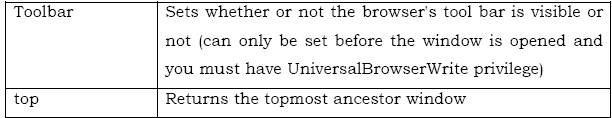 Toolbar Sets whether or not the browser's tool bar is visible or
not (can only be set before the window is opened and
you must have UniversalBrowserWrite privilege)
top Returns the topmost ancestor window